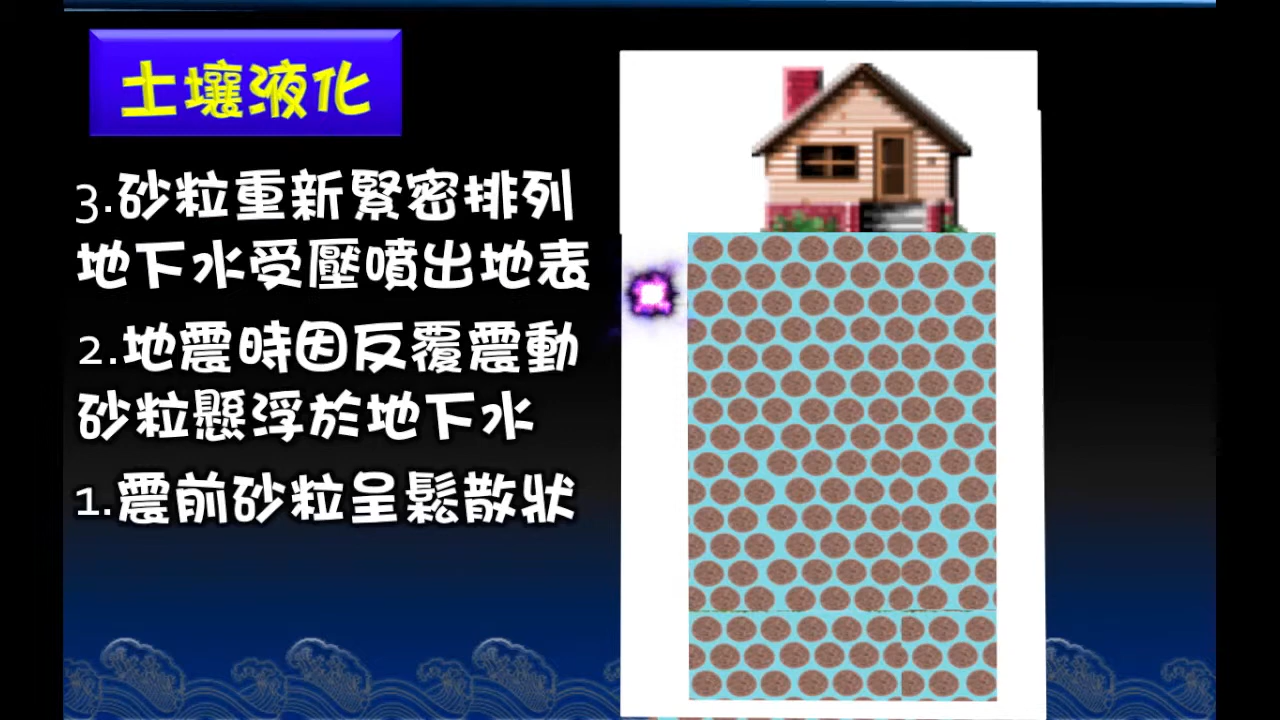 土壤液化
3.砂粒重新緊密排列
地下水受壓噴出地表
2.地震時因反覆震動
砂粒懸浮於地下水
1.震前砂粒呈鬆散狀